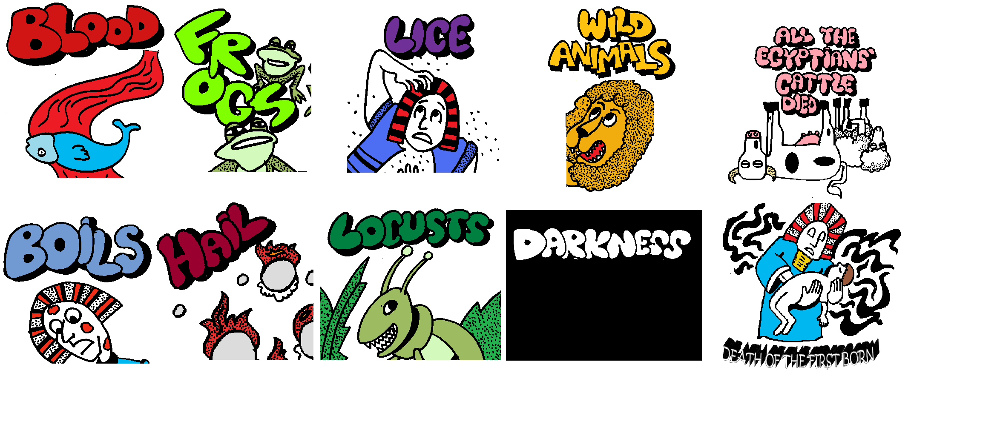 BLOOD
FROGS
LICE
WILD
ANIMALS
ALL THE
EGYPTIANS'
CATTLE
DIED
BOILS
HAIL
LOCUSTS
DARKNESS
DEATH OF THE FIRST BORN